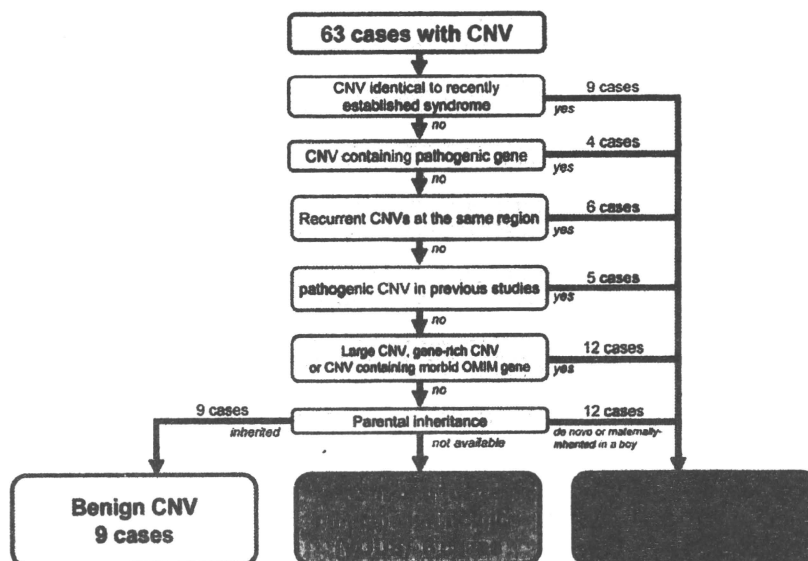 63 cases with CNV
CNV identical to recently
established syndrome
9 cases
yes
no
CNV containing pathogenic gene
4 cases
yes
no
Recurrent CNVs at the same region
6 cases
yes
no
pathogenic CNV in previous studies
5 cases
yes
no
Large CNV, gene-rich CNV
or CNV containing morbid OMIM gene
12 cases
yes
no
9 cases
inherited
Parental inheritance
12 cases
de novo or maternally-
inherited in a boy
not available
Benign CNV
9 cases